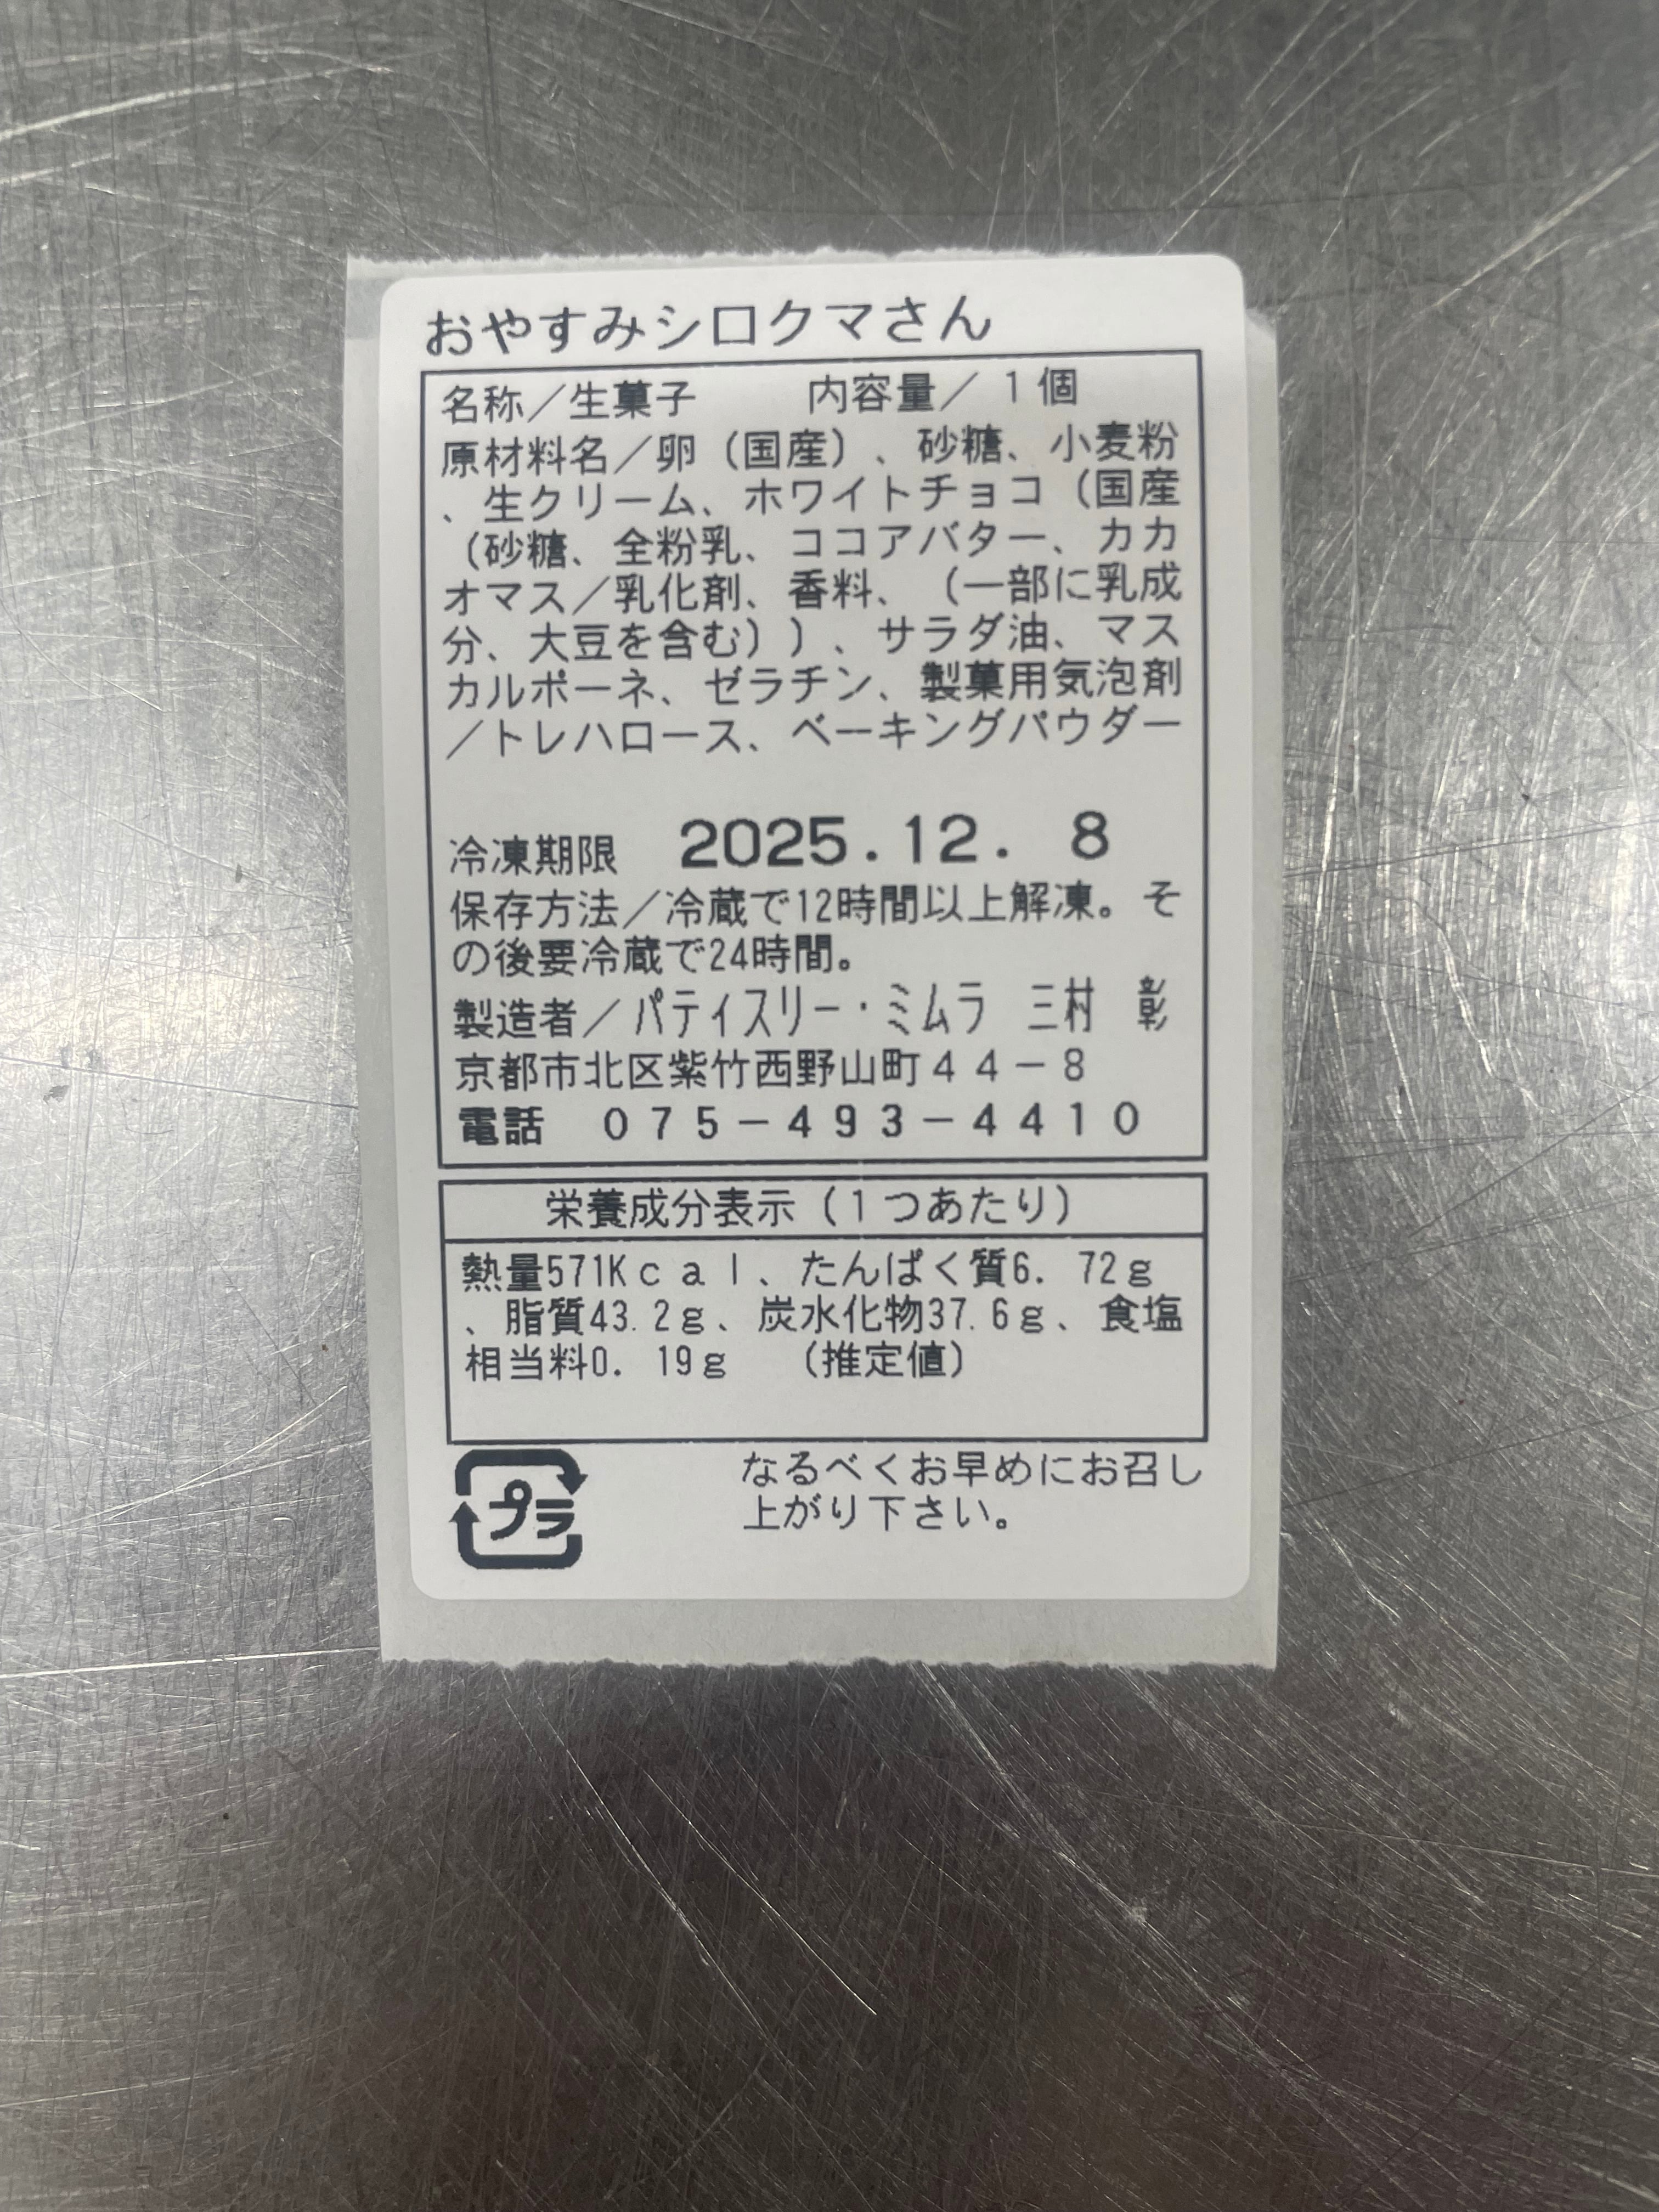 おやすみシロクマさん
名称／生菓子　　内容量／１個
原材料名／卵（国産）、砂糖、小麦粉
、生クリーム、ホワイトチョコ（国産
（砂糖、全粉乳、ココアバター、カカ
オマス／乳化剤、香料、（一部に乳成
分、大豆を含む））、サラダ油、マス
カルポーネ、ゼラチン、製菓用気泡剤
／トレハロース、ベーキングパウダー
冷凍期限　2025.12. 8
保存方法／冷蔵で12時間以上解凍。そ
の後要冷蔵で24時間。
製造者／パティスリー・ミムラ　三村　彰
京都市北区紫竹西野山町４４－８
電話　０７５－４９３－４４１０
栄養成分表示（１つあたり）
熱量571Kｃａｌ、たんぱく質6. 72ｇ
、脂質43.2ｇ、炭水化物37.6ｇ、食塩
相当料0. 19ｇ　（推定値）
なるべくお早めにお召し
上がり下さい。
プラ